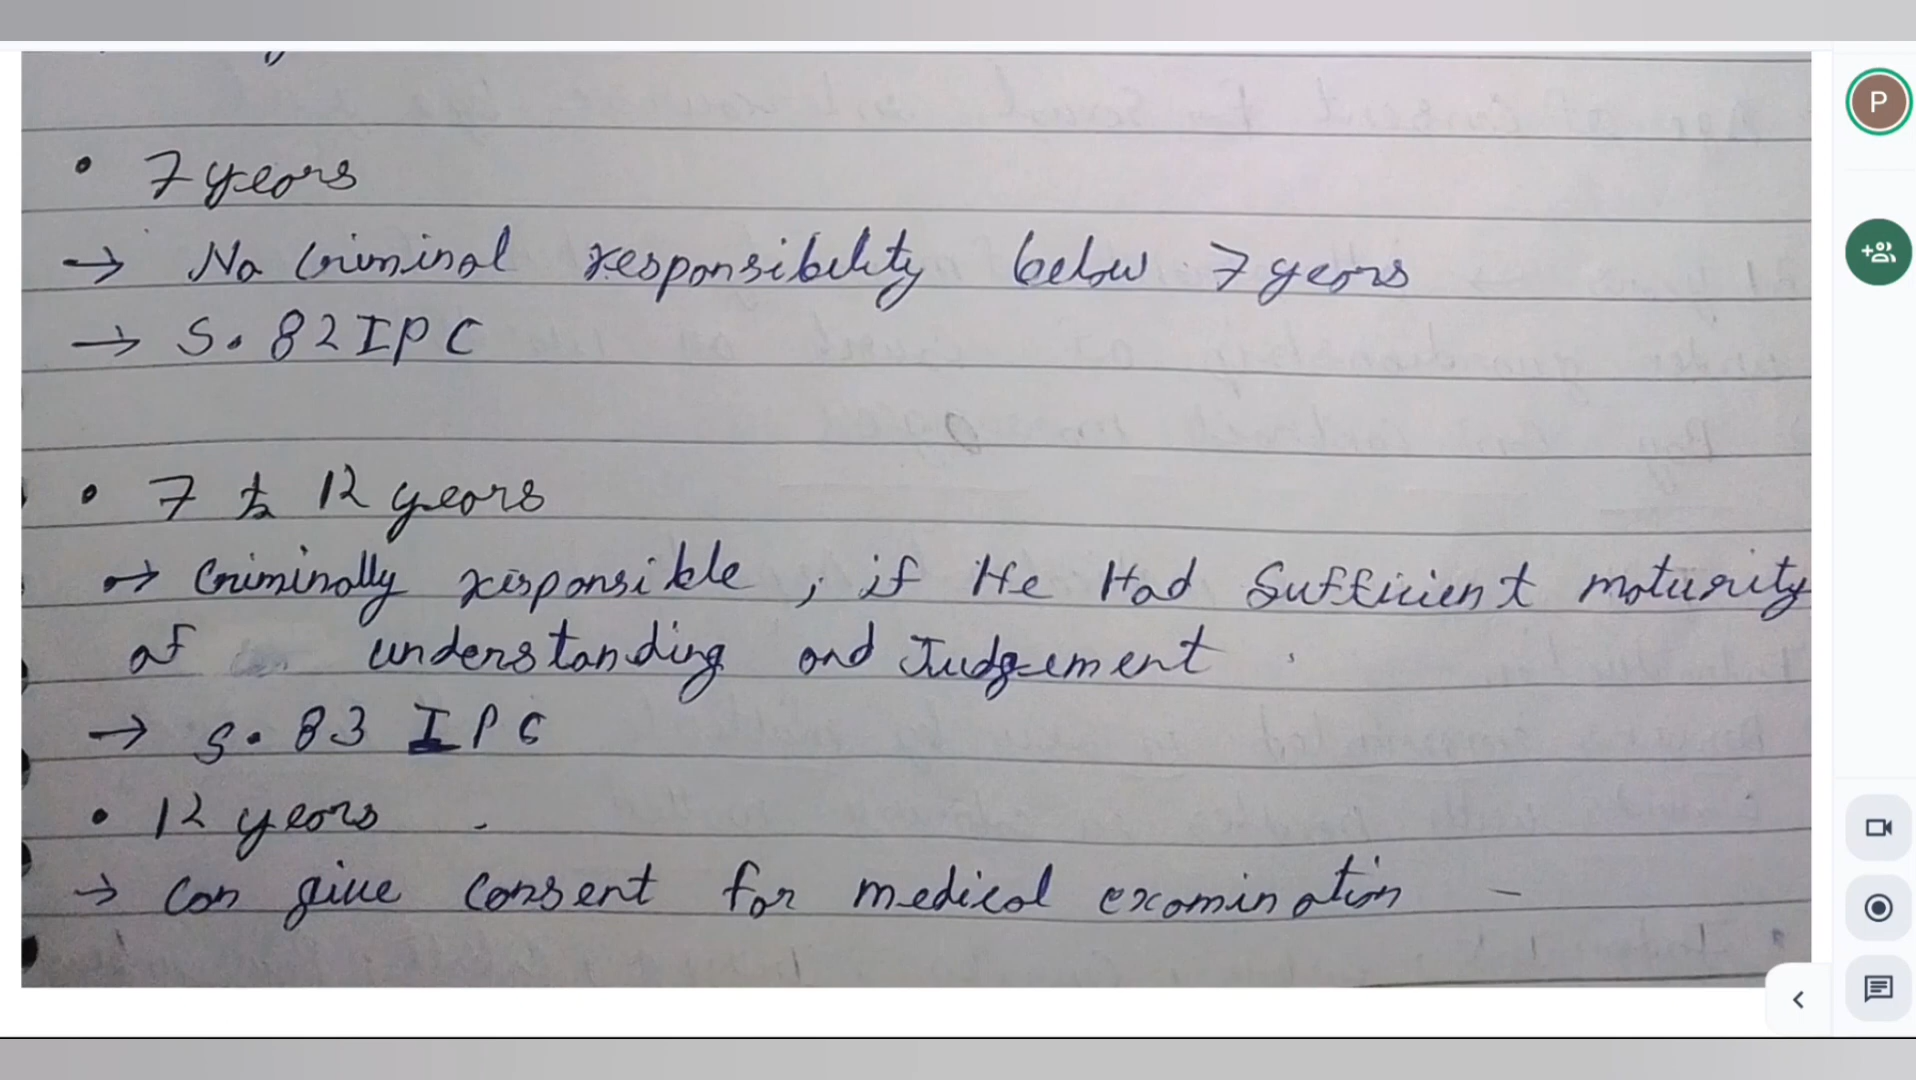 • 7 years
→ No Criminal responsibility below 7 years
→ S. 82 IPC
• 7 to 12 years
→ Criminally responsible, if He Had Sufficient maturity
of understanding and Judgement
→ S. 83 IPC
• 12 years
→ Can give Consent for medical examination –
P